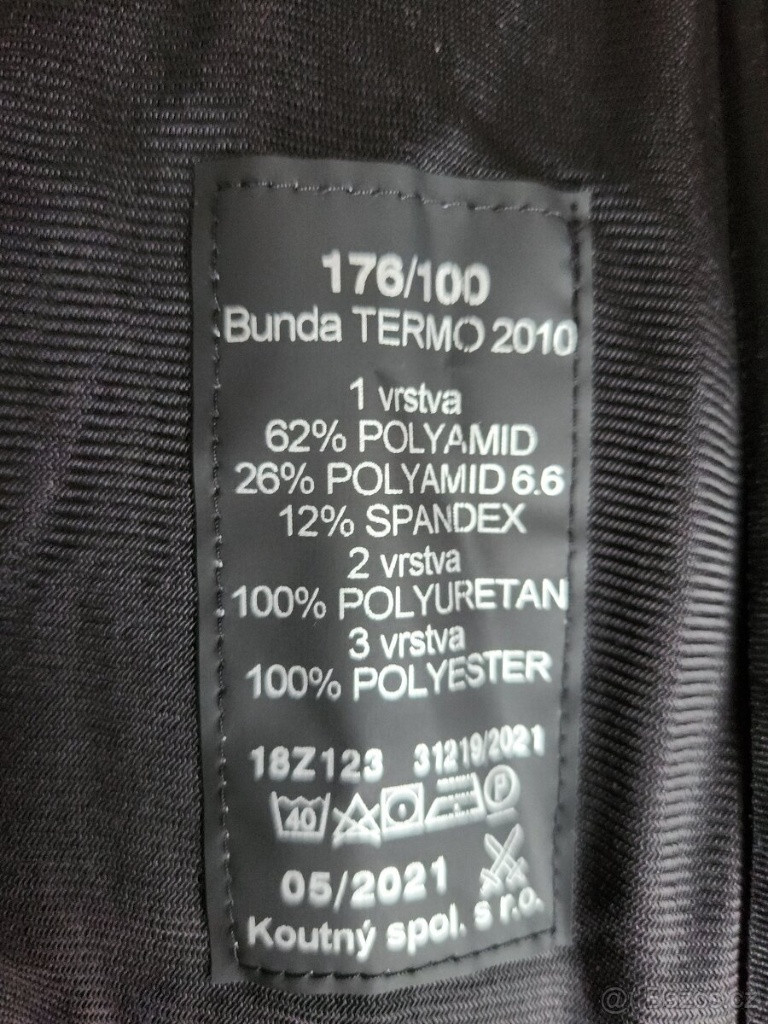 176/100
Bunda TERMO 2010
1 vrstva
62% POLYAMID
26% POLYAMID 6.6
12% SPANDEX
2 vrstva
100% POLYURETAN
3 vrstva
100% POLYESTER
18Z123 31219/2021
40 P
05/2021
Koutný spol. s r.o.